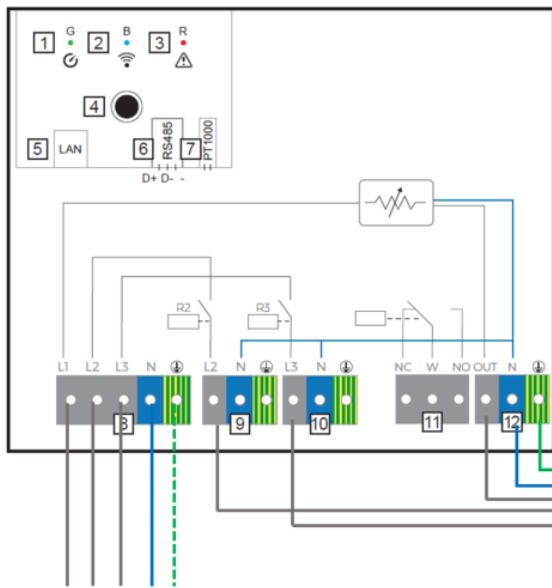 G B R
1 2 3
4
5 LAN 6 RS485 7 PT1000
D+ D- -
R2 R3
L1 L2 L3 N L2 N L3 N NC W NO OUT N
8 9 10 11 12